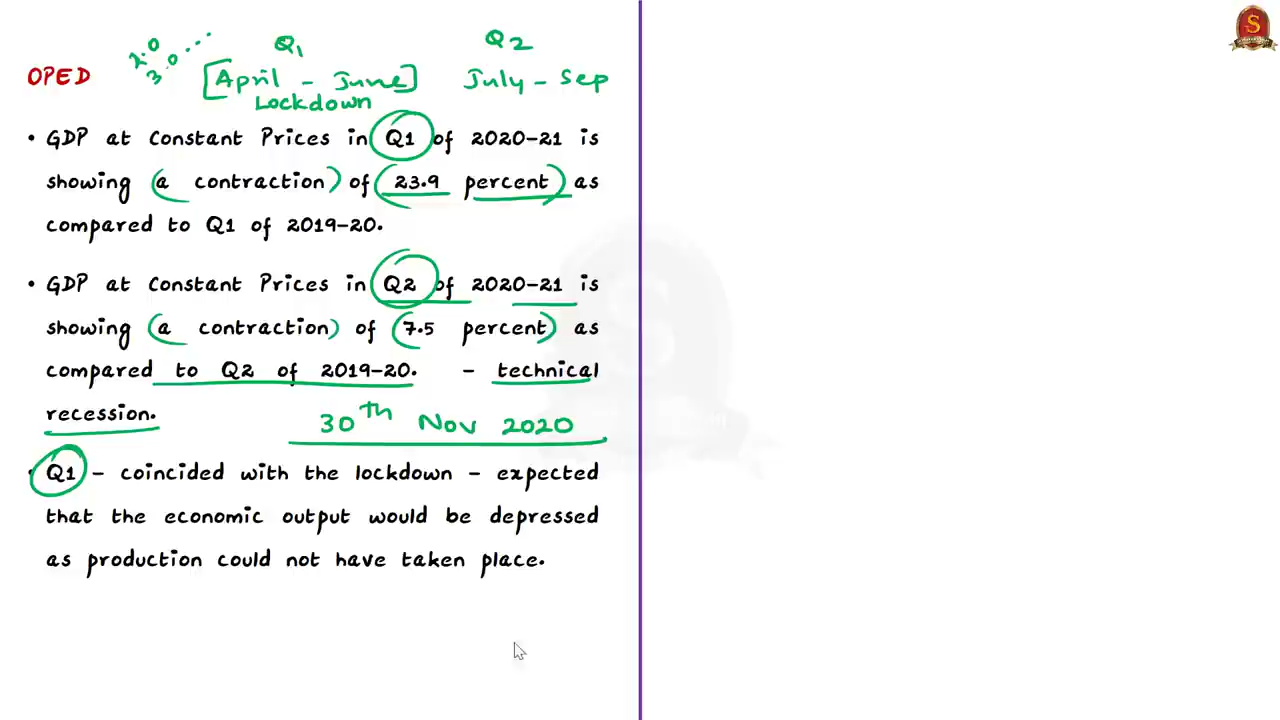 2.0
3.0 ...
Q1
Q2
OPED
[April - June]
July - Sep
Lockdown
• GDP at Constant Prices in Q1 of 2020-21 is
showing a contraction of 23.9 percent as
compared to Q1 of 2019-20.
• GDP at Constant Prices in Q2 of 2020-21 is
showing (a contraction) of (7.5 percent) as
compared to Q2 of 2019-20. - technical
recession.
30th Nov 2020
• Q1 - coincided with the lockdown - expected
that the economic output would be depressed
as production could not have taken place.